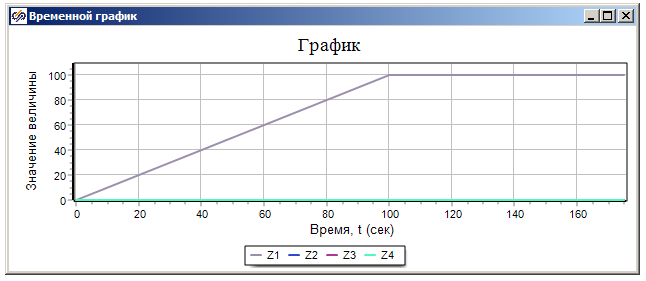 Временной график
График
Значение величины
100
80
60
40
20
0
0 20 40 60 80 100 120 140 160
Время, t (сек)
Z1 Z2 Z3 Z4